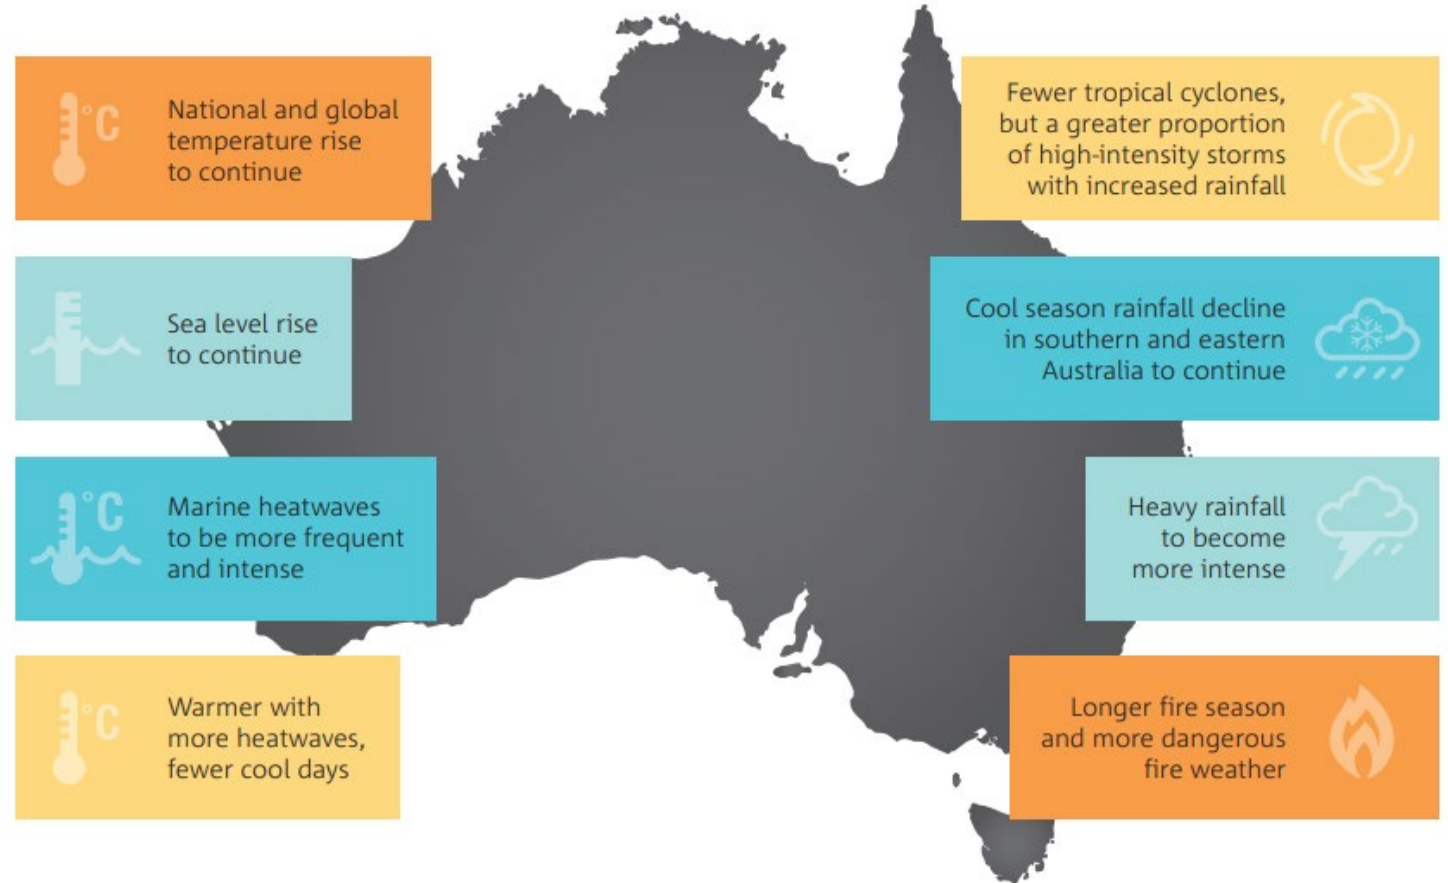 National and global
temperature rise
to continue
Sea level rise
to continue
Marine heatwaves
to be more frequent
and intense
Warmer with
more heatwaves,
fewer cool days
Fewer tropical cyclones,
but a greater proportion
of high-intensity storms
with increased rainfall
Cool season rainfall decline
in southern and eastern
Australia to continue
Heavy rainfall
to become
more intense
Longer fire season
and more dangerous
fire weather
°C
°C
°C